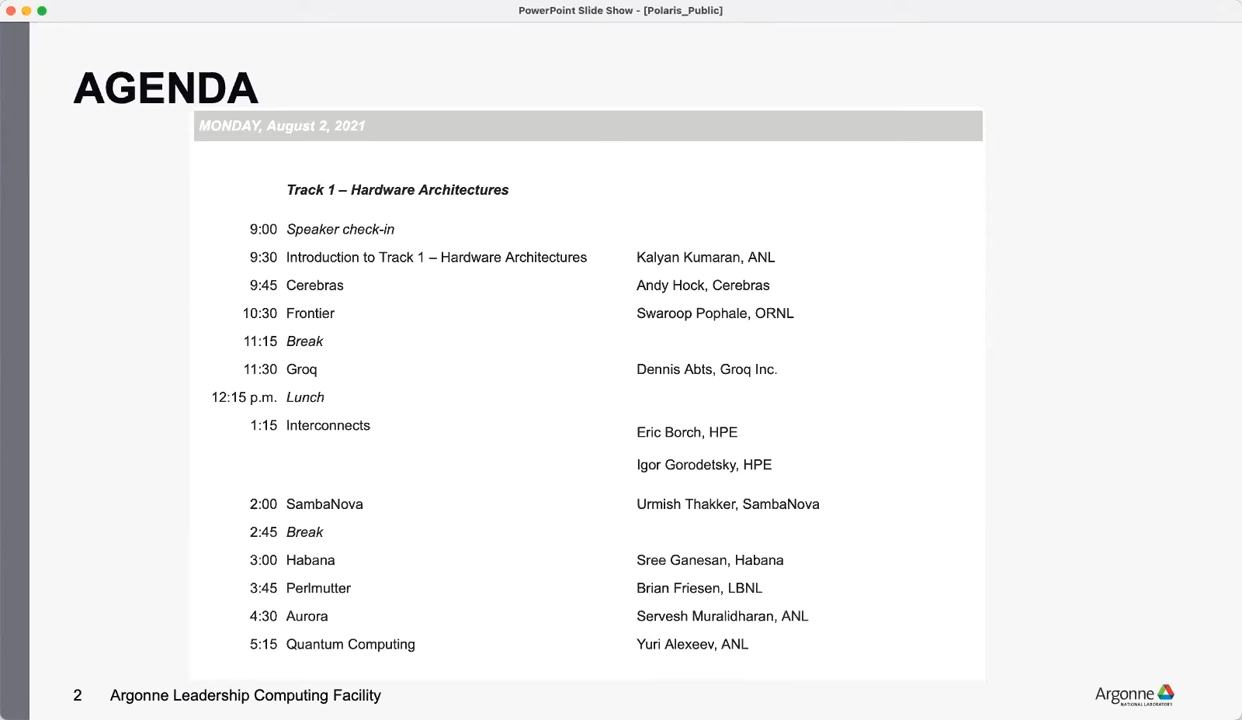 PowerPoint Slide Show - [Polaris_Public]
AGENDA
MONDAY, August 2, 2021
Track 1 – Hardware Architectures
9:00 Speaker check-in
9:30 Introduction to Track 1 – Hardware Architectures Kalyan Kumaran, ANL
9:45 Cerebras Andy Hock, Cerebras
10:30 Frontier Swaroop Pophale, ORNL
11:15 Break
11:30 Groq Dennis Abts, Groq Inc.
12:15 p.m. Lunch
1:15 Interconnects Eric Borch, HPE
Igor Gorodetsky, HPE
2:00 SambaNova Urmish Thakker, SambaNova
2:45 Break
3:00 Habana Sree Ganesan, Habana
3:45 Perlmutter Brian Friesen, LBNL
4:30 Aurora Servesh Muralidharan, ANL
5:15 Quantum Computing Yuri Alexeev, ANL
2 Argonne Leadership Computing Facility
Argonne
NATIONAL LABORATORY